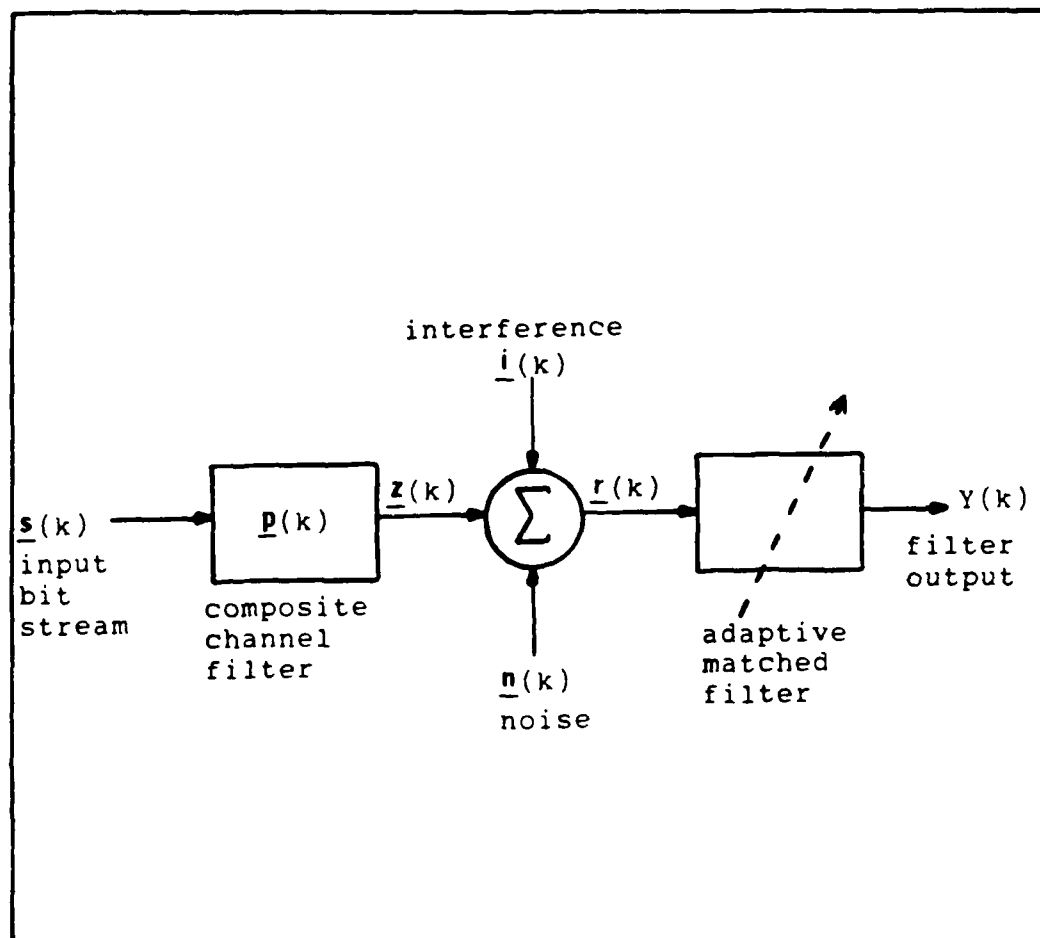 interference
i(k)
s(k)
input
bit
stream
p(k)
composite
channel
filter
z(k)
Σ
n(k)
noise
r(k)
adaptive
matched
filter
Y(k)
filter
output